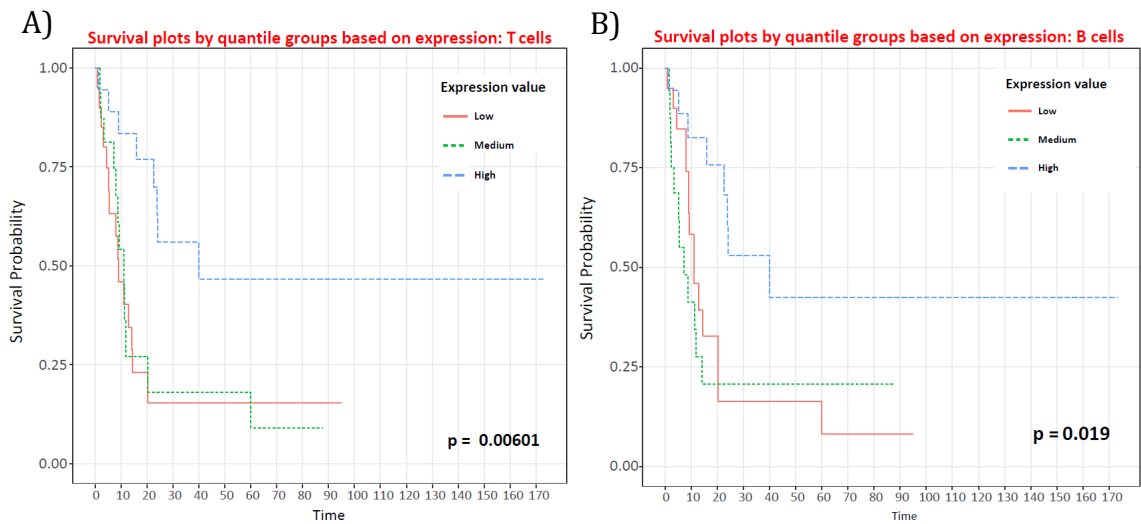 A)
Survival plots by quantile groups based on expression: T cells
Expression value
Low
Medium
High
1.00
0.75
0.50
0.25
0.00
Survival Probability
p = 0.00601
0 10 20 30 40 50 60 70 80 90 100 110 120 130 140 150 160 170
Time
B)
Survival plots by quantile groups based on expression: B cells
Expression value
Low
Medium
High
1.00
0.75
0.50
0.25
0.00
Survival Probability
p = 0.019
0 10 20 30 40 50 60 70 80 90 100 110 120 130 140 150 160 170
Time